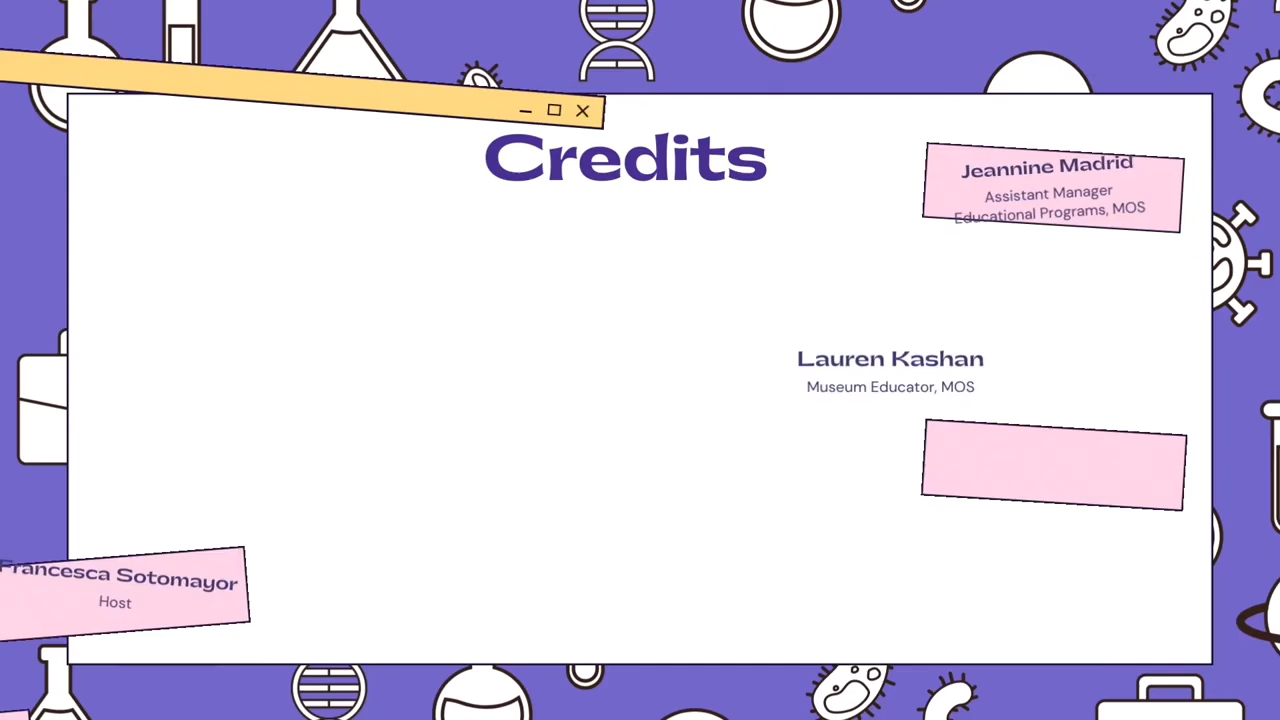 Credits
Jeannine Madrid
Assistant Manager
Educational Programs, MOS
Lauren Kashan
Museum Educator, MOS
Francesca Sotomayor
Host